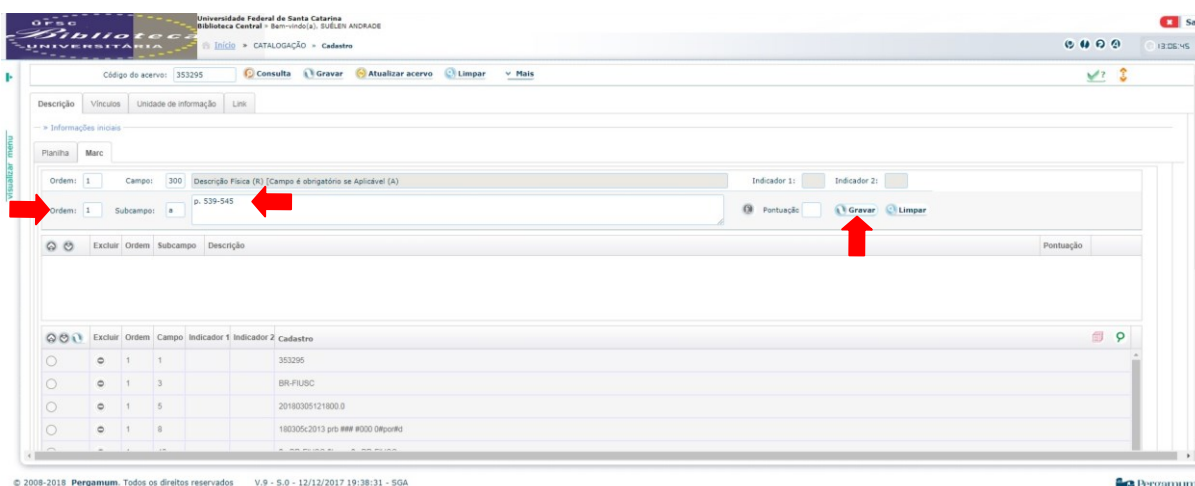 UFSC
Biblioteca
UNIVERSITÁRIA
Universidade Federal de Santa Catarina
Biblioteca Central - Bem-vindo(a), SUÉLEN ANDRADE
Início » CATALOGAÇÃO » Cadastro
13:05:45
Código do acervo: 353295 Consulta Gravar Atualizar acervo Limpar Mais
Descrição Vínculos Unidade de informação Link
» Informações iniciais
visualizar menu
Planilha Marc
Ordem: 1 Campo: 300 Descrição Física (R) [Campo é obrigatório se Aplicável (A) Indicador 1: Indicador 2:
Ordem: 1 Subcampo: a p. 539-545 Pontuação Gravar Limpar
Excluir Ordem Subcampo Descrição Pontuação
Excluir Ordem Campo Indicador 1 Indicador 2 Cadastro
1 1 353295
1 3 BR-FIUSC
1 5 20180305121800.0
1 8 180305c2013 prb ### #000 0#por#d
© 2008-2018 Pergamum. Todos os direitos reservados V.9 - S.0 - 12/12/2017 19:38:31 - SGA
Pergamum